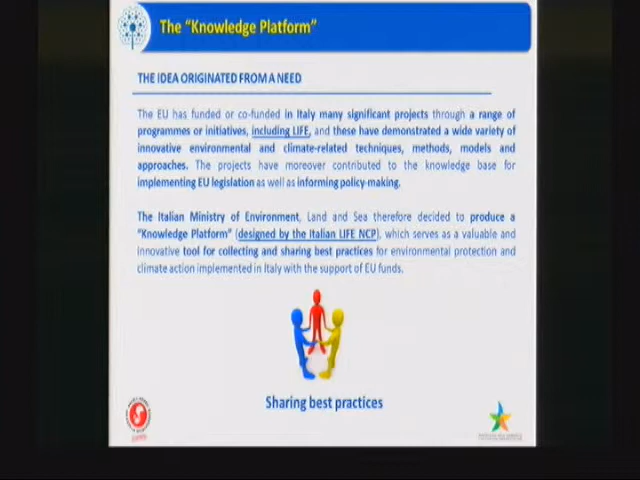 The "Knowledge Platform"
THE IDEA ORIGINATED FROM A NEED
The EU has funded or co-funded in Italy many significant projects through a range of
programmes or initiatives, including LIFE, and these have demonstrated a wide variety of
innovative environmental and climate-related techniques, methods, models and
approaches. The projects have moreover contributed to the knowledge base for
implementing EU legislation as well as informing policy-making.
The Italian Ministry of Environment, Land and Sea therefore decided to produce a
"Knowledge Platform" (designed by the Italian LIFE NCP), which serves as a valuable and
innovative tool for collecting and sharing best practices for environmental protection and
climate action implemented in Italy with the support of EU funds.
Sharing best practices